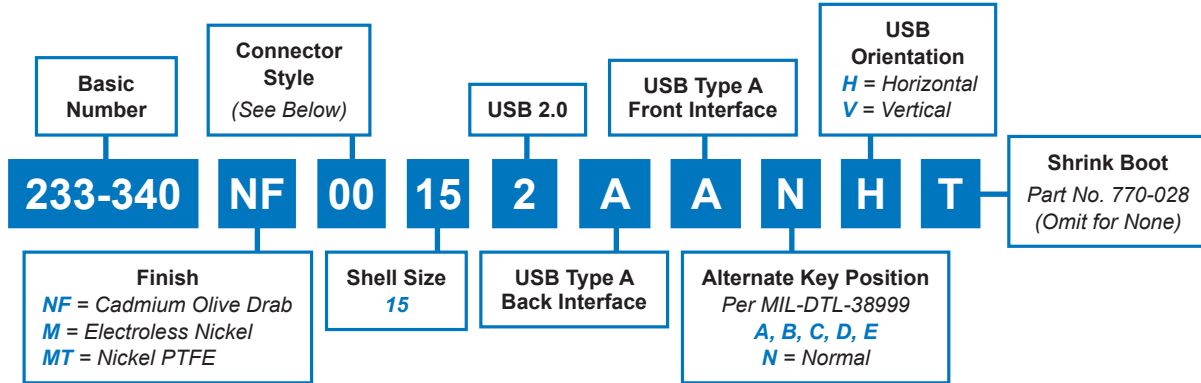 Basic
Number
Connector
Style
(See Below)
USB 2.0
USB Type A
Front Interface
USB
Orientation
H = Horizontal
V = Vertical
233-340 NF 00 15 2 A A N H T
Shrink Boot
Part No. 770-028
(Omit for None)
Finish
NF = Cadmium Olive Drab
M = Electroless Nickel
MT = Nickel PTFE
Shell Size
15
USB Type A
Back Interface
Alternate Key Position
Per MIL-DTL-38999
A, B, C, D, E
N = Normal